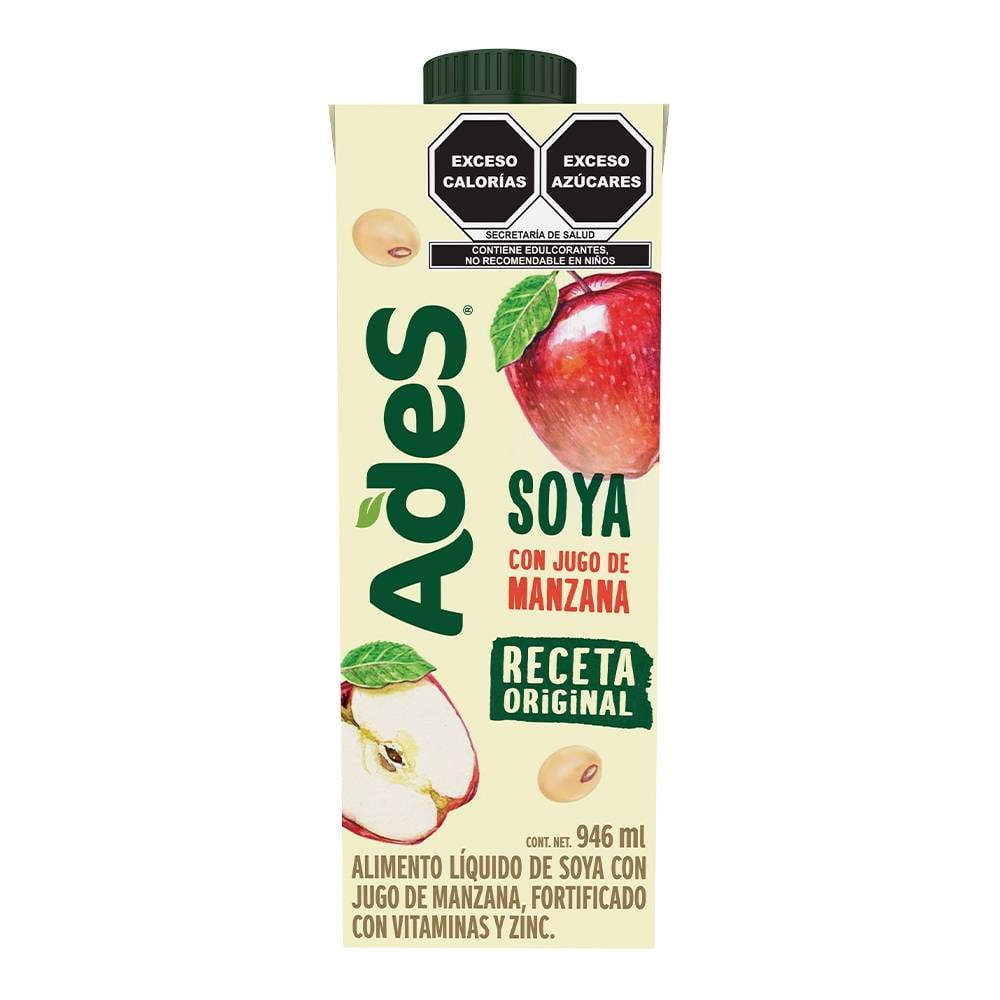 EXCESO
CALORÍAS
EXCESO
AZÚCARES
SECRETARÍA DE SALUD
CONTIENE EDULCORANTES,
NO RECOMENDABLE EN NIÑOS
AdeS®
SOYA
CON JUGO DE
MANZANA
RECETA
ORiGiNAL
CONT. NET. 946 ml
ALIMENTO LÍQUIDO DE SOYA CON
JUGO DE MANZANA, FORTIFICADO
CON VITAMINAS Y ZINC.